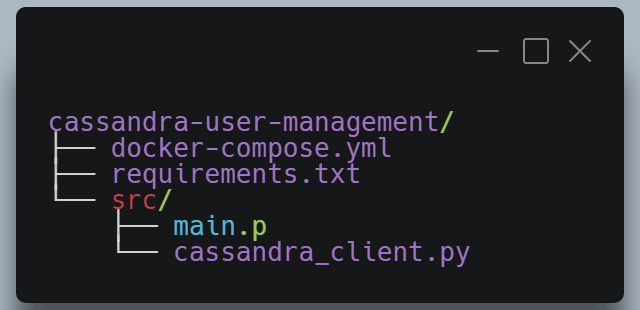 cassandra-user-management/
├── docker-compose.yml
├── requirements.txt
└── src/
    ├── main.p
    └── cassandra_client.py